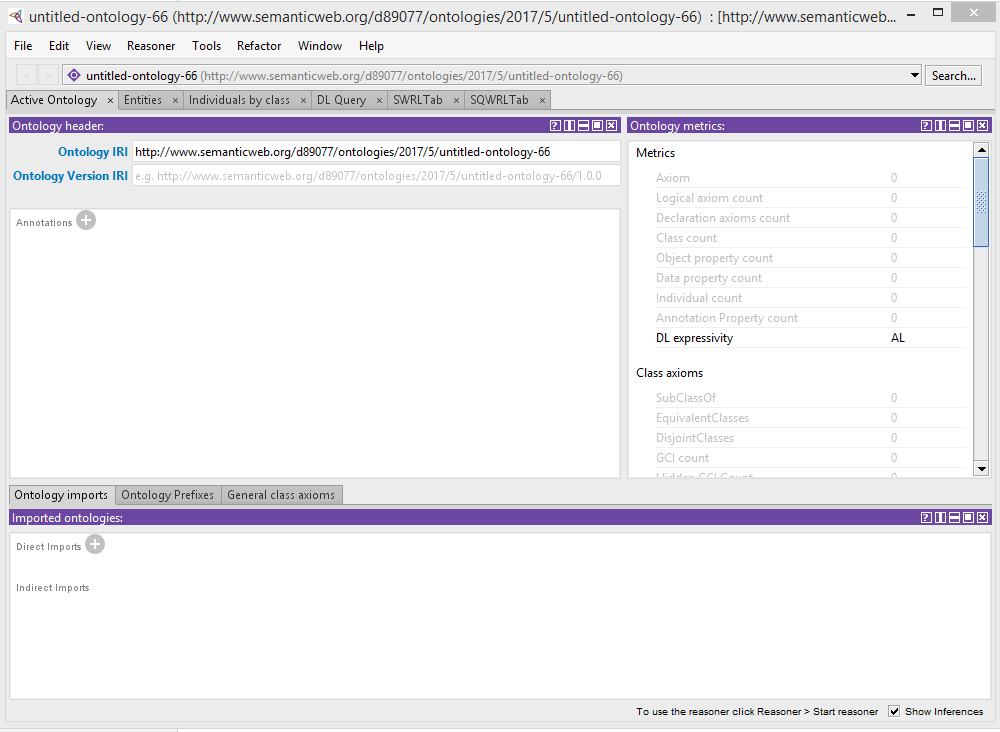 untitled-ontology-66 (http://www.semanticweb.org/d89077/ontologies/2017/5/untitled-ontology-66) : [http://www.semanticweb...
File Edit View Reasoner Tools Refactor Window Help
< > untitled-ontology-66 (http://www.semanticweb.org/d89077/ontologies/2017/5/untitled-ontology-66) Search...
Active Ontology × Entities × Individuals by class × DL Query × SWRLTab × SQWRLTab ×
Ontology header:
Ontology IRI http://www.semanticweb.org/d89077/ontologies/2017/5/untitled-ontology-66
Ontology Version IRI e.g. http://www.semanticweb.org/d89077/ontologies/2017/5/untitled-ontology-66/1.0.0
Annotations +
Ontology metrics:
Metrics
Axiom 0
Logical axiom count 0
Declaration axioms count 0
Class count 0
Object property count 0
Data property count 0
Individual count 0
Annotation Property count 0
DL expressivity AL
Class axioms
SubClassOf 0
EquivalentClasses 0
DisjointClasses 0
GCI count 0
Hidden GCI Count 0
Ontology imports Ontology Prefixes General class axioms
Imported ontologies:
Direct Imports +
Indirect Imports
To use the reasoner click Reasoner > Start reasoner Show Inferences